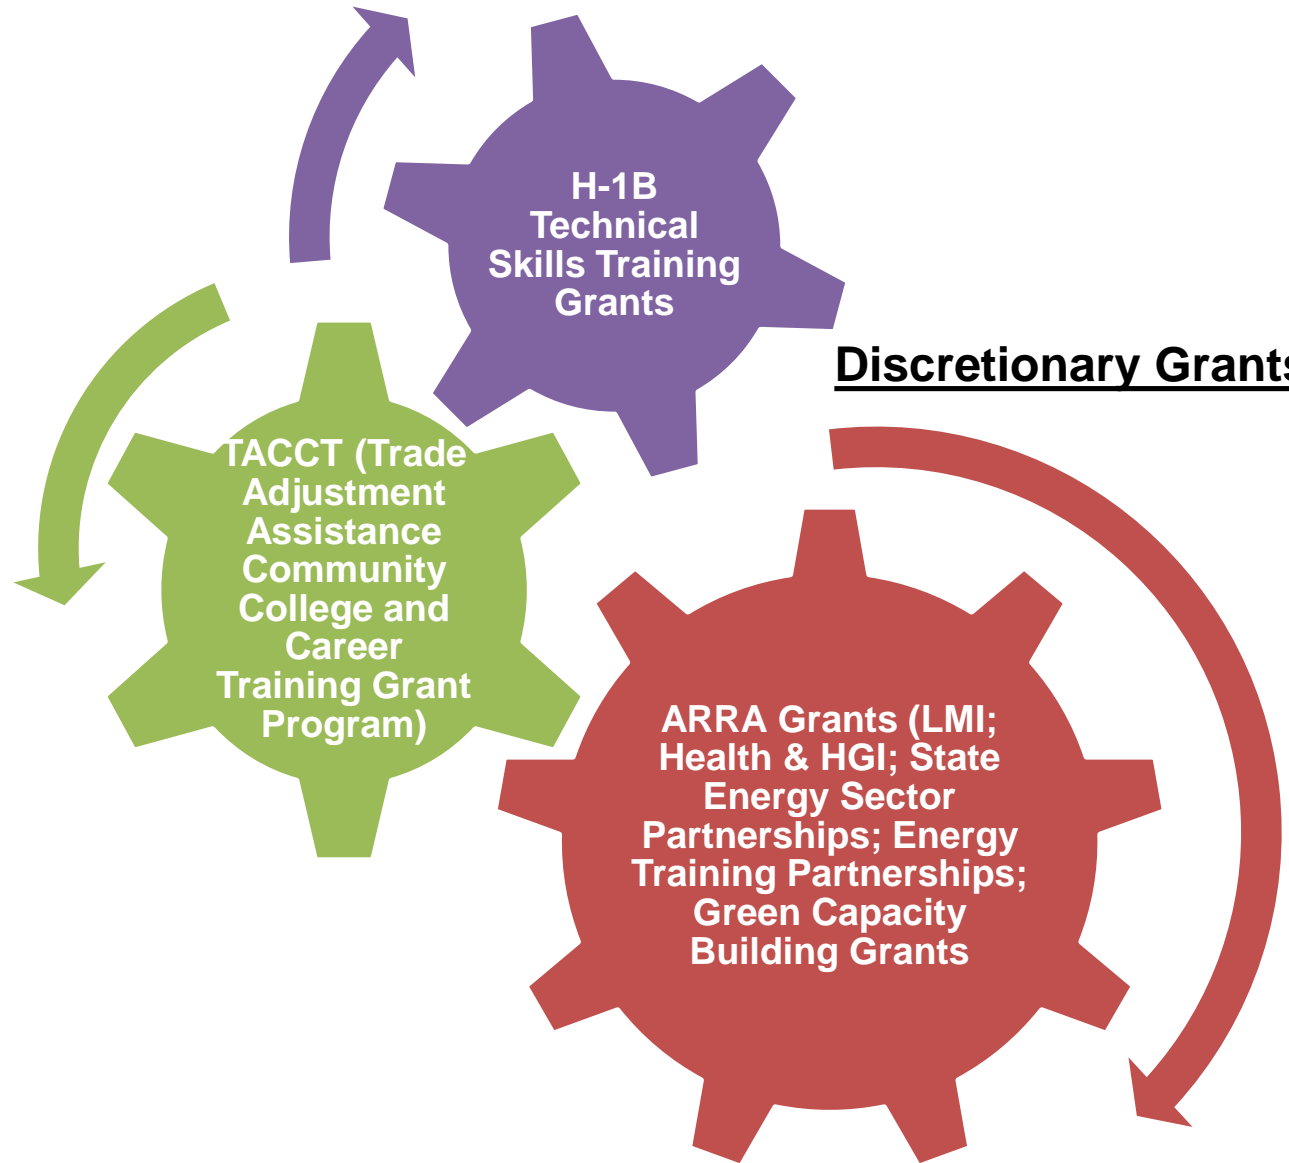 H-1B
Technical
Skills Training
Grants
Discretionary Grants
TACCT (Trade
Adjustment
Assistance
Community
College and
Career
Training Grant
Program)
ARRA Grants (LMI;
Health & HGI; State
Energy Sector
Partnerships; Energy
Training Partnerships;
Green Capacity
Building Grants